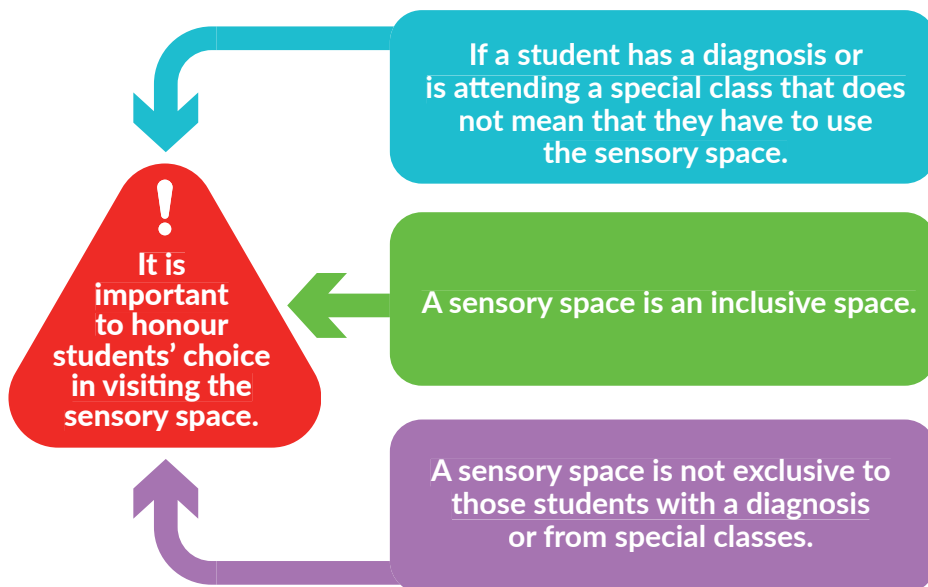 If a student has a diagnosis or
is attending a special class that does
not mean that they have to use
the sensory space.
!
It is
important
to honour
students’ choice
in visiting the
sensory space.
A sensory space is an inclusive space.
A sensory space is not exclusive to
those students with a diagnosis
or from special classes.